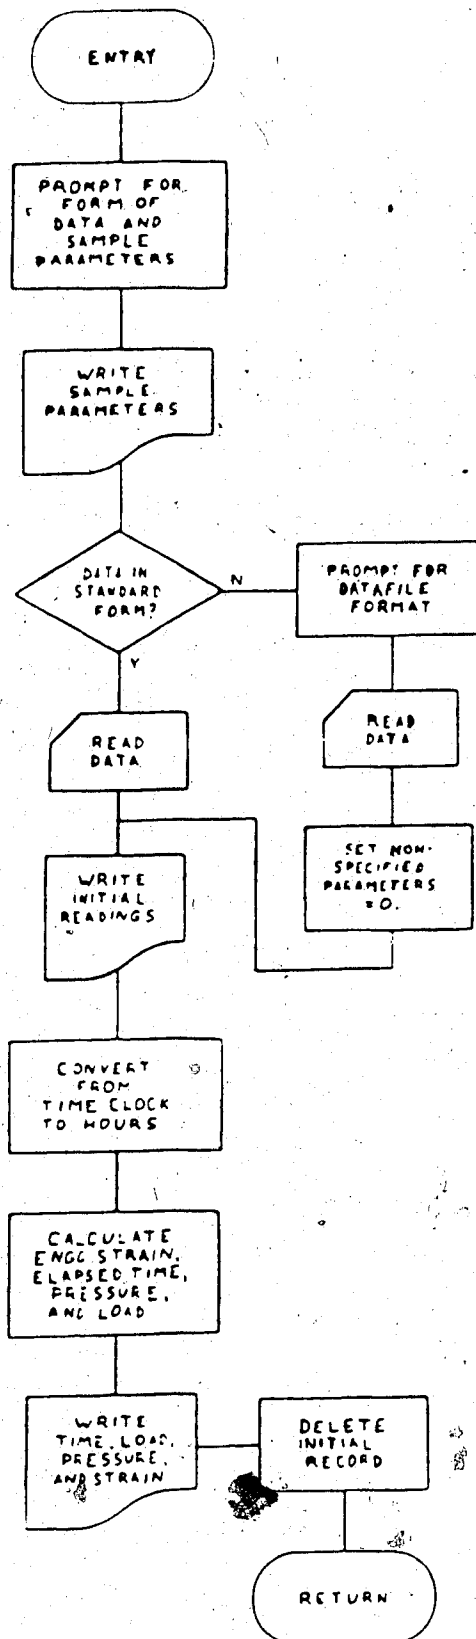 ENTRY
PROMPT FOR
FORM OF
DATA AND
SAMPLE
PARAMETERS
WRITE
SAMPLE
PARAMETERS
DATA IN
STANDARD
FORM?
N
Y
PROMPT FOR
DATAFILE
FORMAT
READ
DATA
READ
DATA
SET NON-
SPECIFIED
PARAMETERS
=0.
WRITE
INITIAL
READINGS
CONVERT
FROM
TIME CLOCK
TO HOURS
CALCULATE
ENGG STRAIN,
ELAPSED TIME,
PRESSURE,
AND LOAD
WRITE
TIME, LOAD,
PRESSURE,
AND STRAIN
DELETE
INITIAL
RECORD
RETURN